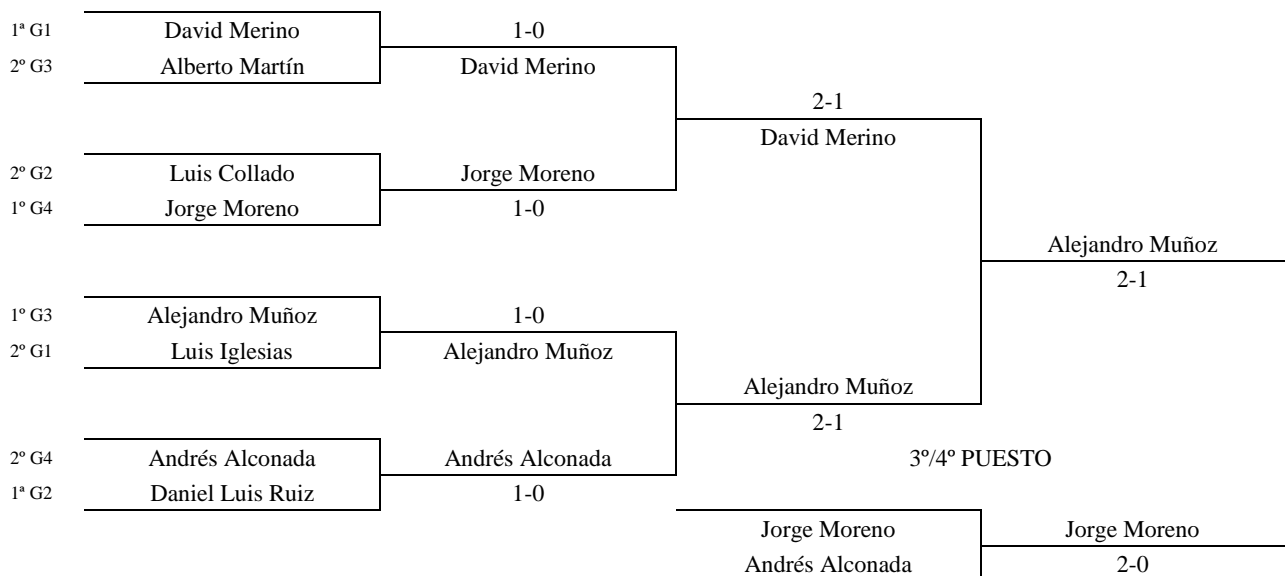 1ª G1 David Merino 1-0
2º G3 Alberto Martín David Merino
2-1
David Merino
2º G2 Luis Collado Jorge Moreno
1º G4 Jorge Moreno 1-0
Alejandro Muñoz
2-1
1º G3 Alejandro Muñoz 1-0
2º G1 Luis Iglesias Alejandro Muñoz
Alejandro Muñoz
2-1
2º G4 Andrés Alconada Andrés Alconada 3º/4º PUESTO
1ª G2 Daniel Luis Ruiz 1-0
Jorge Moreno Jorge Moreno
Andrés Alconada 2-0